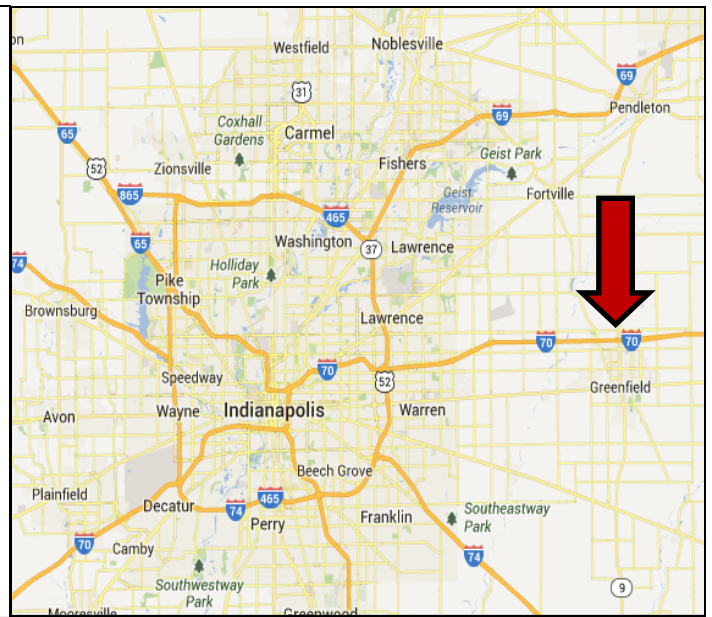 on
Westfield
Noblesville
69
31
Pendleton
65
Coxhall
Gardens
Carmel
69
52
Zionsville
Fishers
Geist Park
865
Geist
Reservoir
Fortville
465
65
Washington
37
Lawrence
74
Holliday
Park
Pike
Township
Brownsburg
Lawrence
70
70
70
Speedway
52
Greenfield
Avon
Wayne
Indianapolis
Warren
Beech Grove
Plainfield
Decatur
465
74
Perry
Franklin
Southeastway
Park
70
Camby
74
Southwestway
Park
9
Mooresville
Greenwood